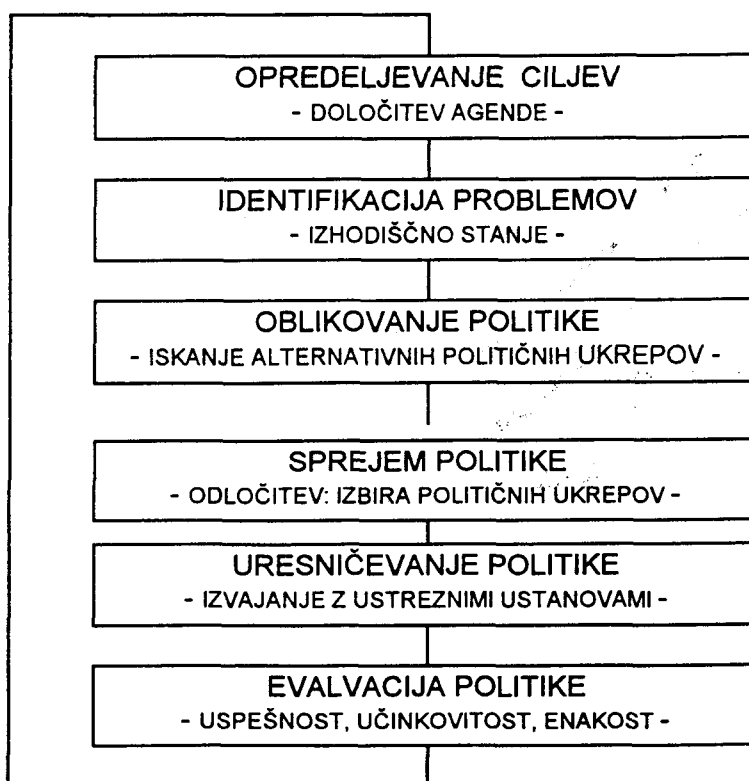 OPREDELJEVANJE CILJEV
- DOLOČITEV AGENDE -
IDENTIFIKACIJA PROBLEMOV
- IZHODIŠČNO STANJE -
OBLIKOVANJE POLITIKE
- ISKANJE ALTERNATIVNIH POLITIČNIH UKREPOV -
SPREJEM POLITIKE
- ODLOČITEV: IZBIRA POLITIČNIH UKREPOV -
URESNIČEVANJE POLITIKE
- IZVAJANJE Z USTREZNIMI USTANOVAMI -
EVALVACIJA POLITIKE
- USPEŠNOST, UČINKOVITOST, ENAKOST -